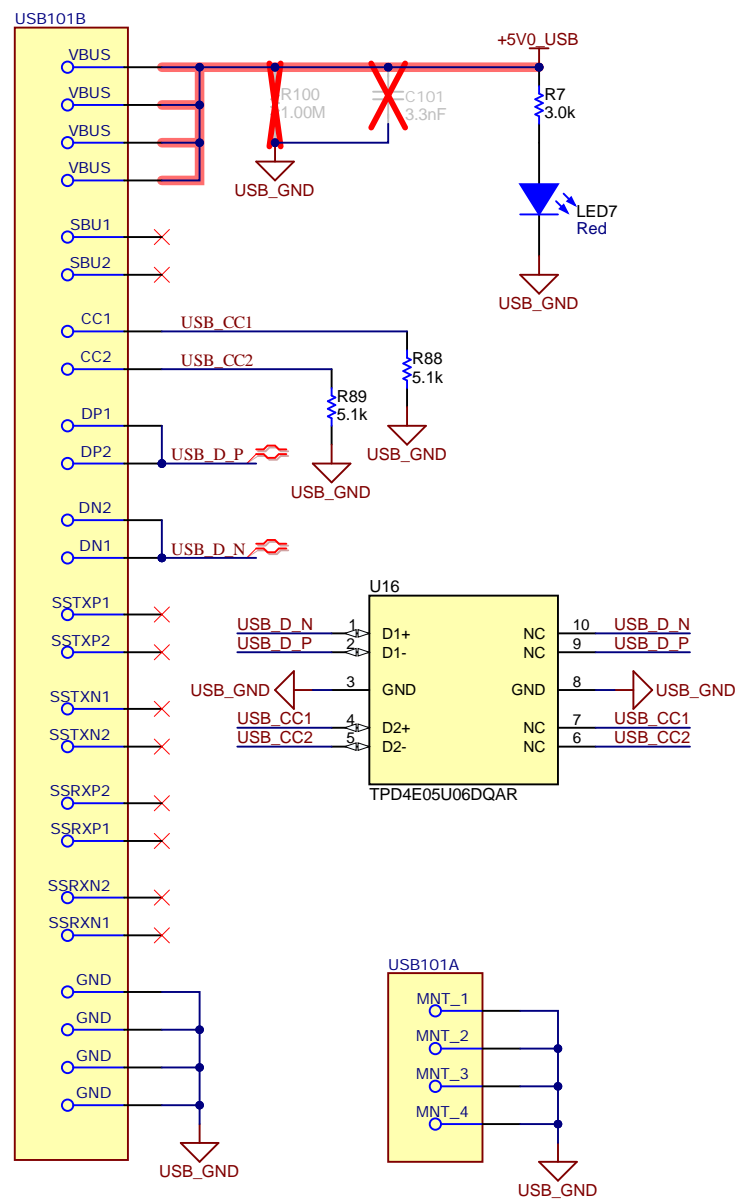 USB101B
VBUS
VBUS
VBUS
VBUS
SBU1
SBU2
CC1
CC2
DP1
DP2
DN2
DN1
SSTXP1
SSTXP2
SSTXN1
SSTXN2
SSRXP2
SSRXP1
SSRXN2
SSRXN1
GND
GND
GND
GND
USB_GND
+5V0_USB
R100
1.00M
C101
3.3nF
USB_GND
R7
3.0k
LED7
Red
USB_GND
USB_CC1
USB_CC2
R88
5.1k
USB_GND
R89
5.1k
USB_GND
USB_D_P
USB_D_N
U16
USB_D_N 1 D1+ NC 10 USB_D_N
USB_D_P 2 D1- NC 9 USB_D_P
USB_GND 3 GND GND 8 USB_GND
USB_CC1 4 D2+ NC 7 USB_CC1
USB_CC2 5 D2- NC 6 USB_CC2
TPD4E05U06DQAR
USB101A
MNT_1
MNT_2
MNT_3
MNT_4
USB_GND